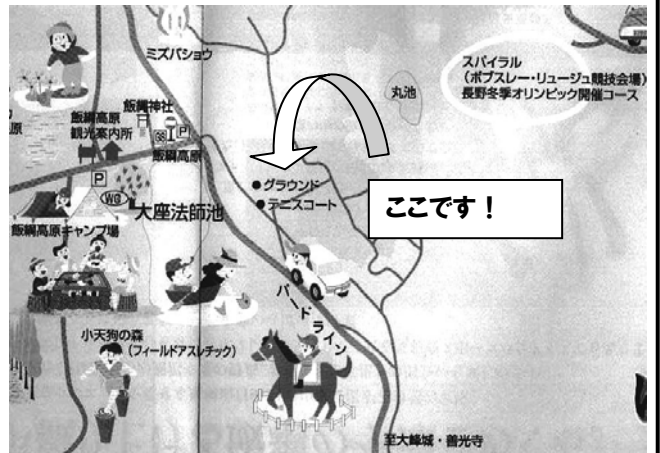 ミズバショウ
スパイラル
(ボブスレー・リュージュ競技会場)
長野冬季オリンピック開催コース
丸池
飯綱神社
飯綱高原
観光案内所
GS
P
飯綱高原
原
P
WG
グラウンド
テニスコート
ここです！
大座法師池
飯綱高原キャンプ場
バードライン
小天狗の森
(フィールドアスレチック)
至大峰城・善光寺